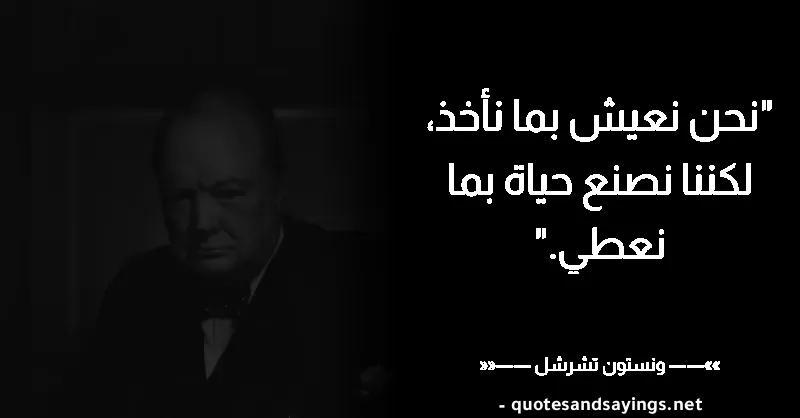 "نحن نعيش بما نأخذ،
لكننا نصنع حياة بما
نعطي."
»—— ونستون تشرشل ——««
- quotesandsayings.net